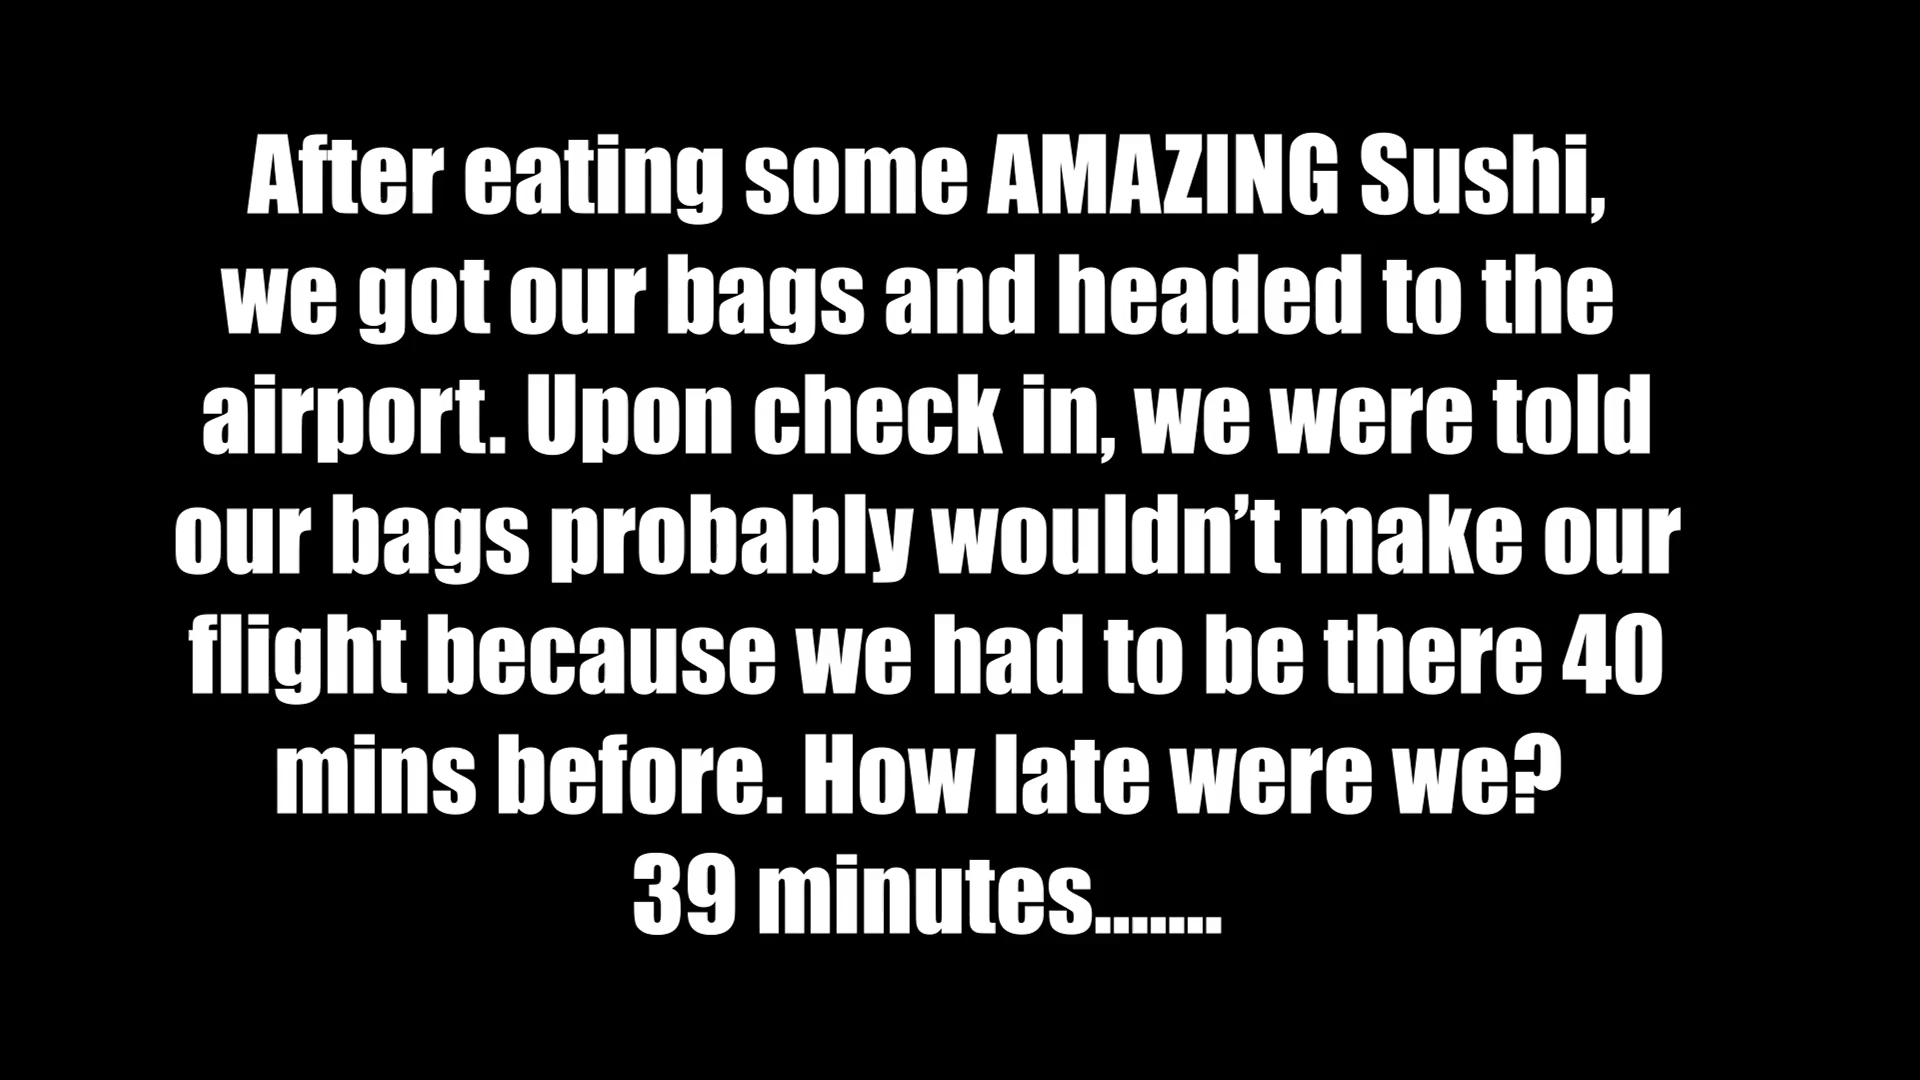 After eating some AMAZING Sushi,
we got our bags and headed to the
airport. Upon check in, we were told
our bags probably wouldn’t make our
flight because we had to be there 40
mins before. How late were we?
39 minutes.......